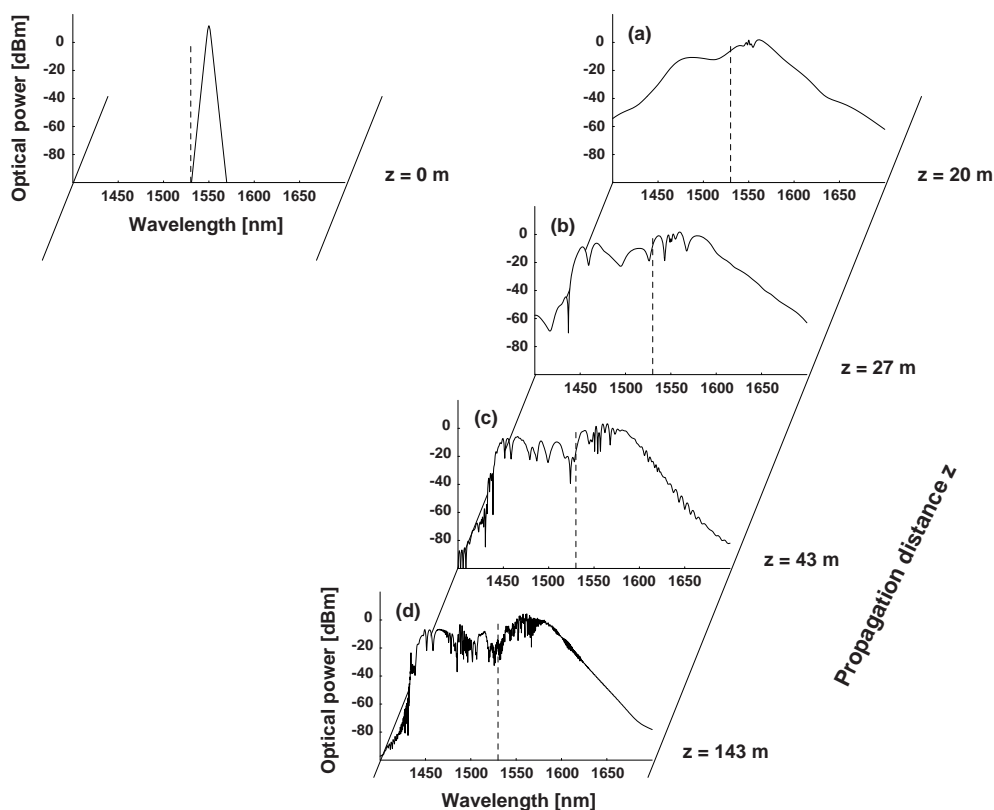 Optical power [dBm]
0
-20
-40
-60
-80
1450 1500 1550 1600 1650
Wavelength [nm]
z = 0 m
(a)
0
-20
-40
-60
-80
1450 1500 1550 1600 1650
z = 20 m
(b)
0
-20
-40
-60
-80
1450 1500 1550 1600 1650
z = 27 m
(c)
0
-20
-40
-60
-80
1450 1500 1550 1600 1650
z = 43 m
Propagation distance z
(d)
Optical power [dBm]
0
-20
-40
-60
-80
1450 1500 1550 1600 1650
Wavelength [nm]
z = 143 m